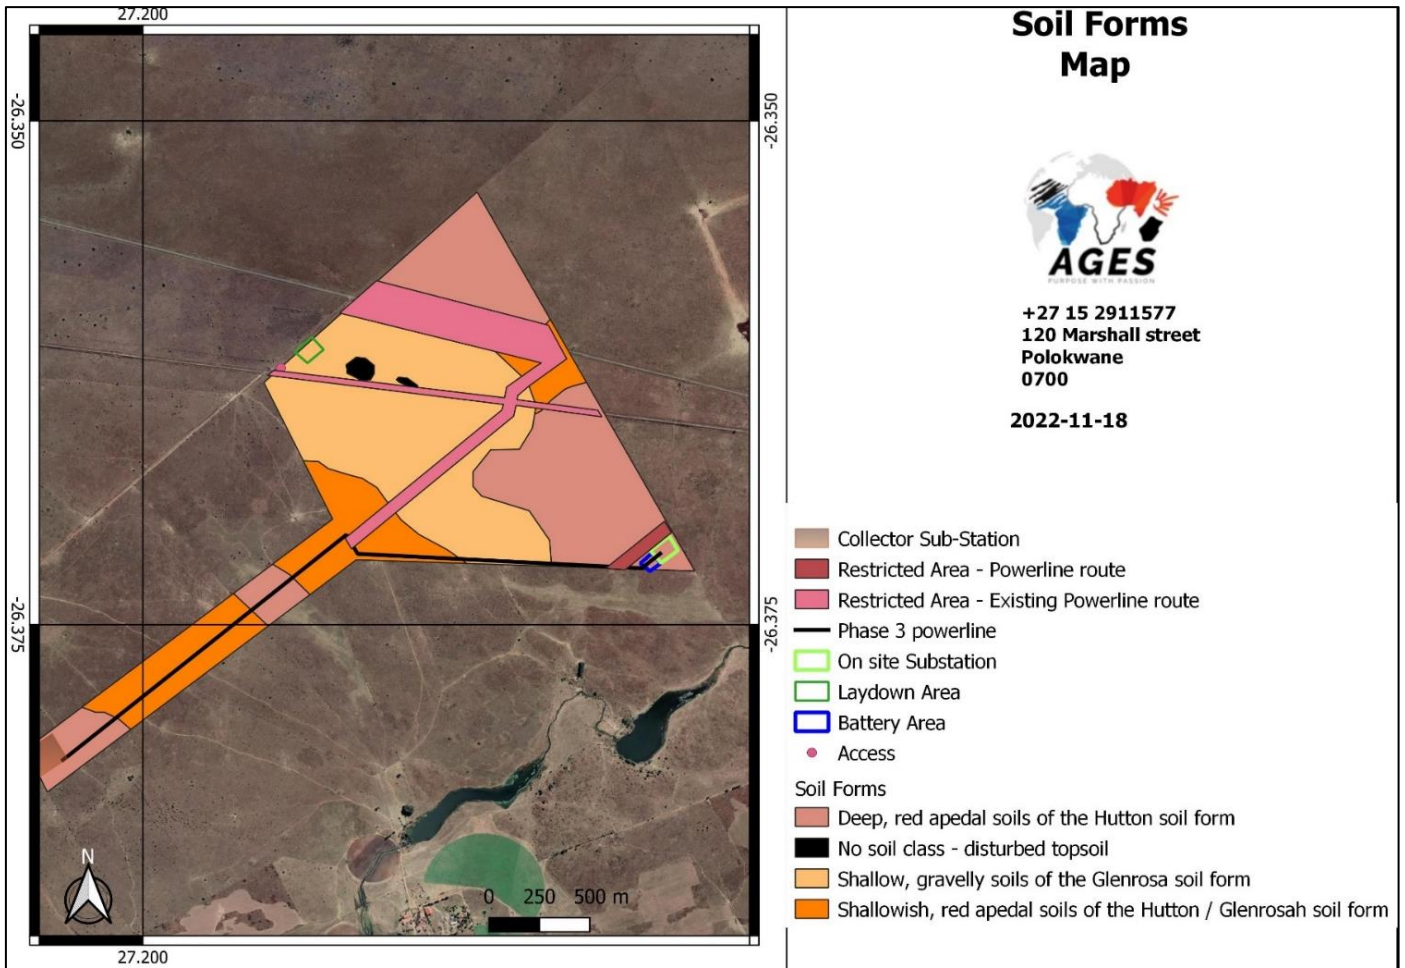 27.200
-26.350
-26.350
-26.375
-26.375
N
0 250 500 m
27.200
Soil Forms
Map
AGES
PURPOSE WITH PASSION
+27 15 2911577
120 Marshall street
Polokwane
0700
2022-11-18
Collector Sub-Station
Restricted Area - Powerline route
Restricted Area - Existing Powerline route
Phase 3 powerline
On site Substation
Laydown Area
Battery Area
Access
Soil Forms
Deep, red apedal soils of the Hutton soil form
No soil class - disturbed topsoil
Shallow, gravelly soils of the Glenrosa soil form
Shallowish, red apedal soils of the Hutton / Glenrosah soil form